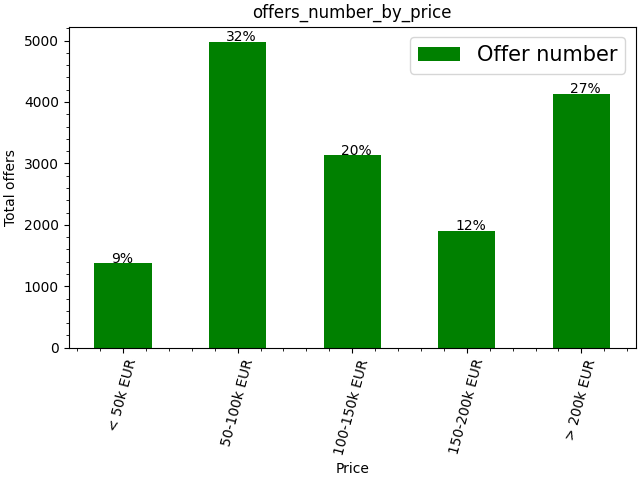 offers_number_by_price
Offer number
Total offers
5000
4000
3000
2000
1000
0
9%
32%
20%
12%
27%
< 50k EUR
50-100k EUR
100-150k EUR
150-200k EUR
> 200k EUR
Price